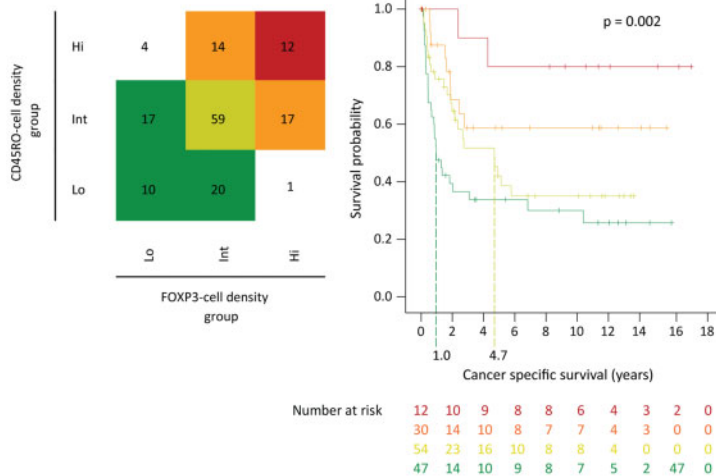 CD45RO-cell density
group
Hi
4
14
12
Int
17
59
17
Lo
10
20
1
Lo
Int
Hi
FOXP3-cell density
group
p = 0.002
Survival probability
1.0
0.8
0.6
0.4
0.2
0.0
0 2 4 6 8 10 12 14 16 18
1.0
4.7
Cancer specific survival (years)
Number at risk
12 10 9 8 8 6 4 3 2 0
30 14 10 8 7 7 4 3 0 0
54 23 16 10 8 8 4 0 0 0
47 14 10 9 8 7 5 2 47 0